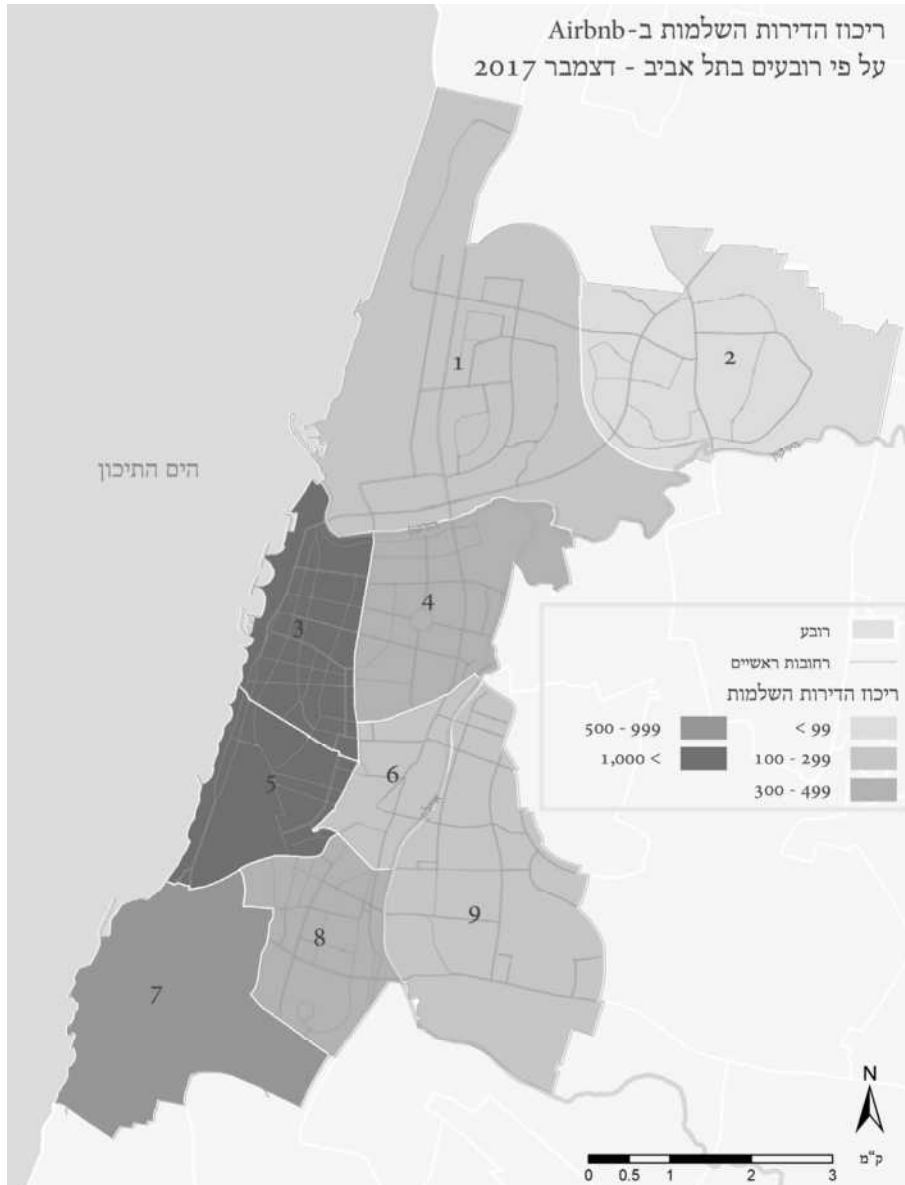 ריכוז הדירות השלמות ב-Airbnb
על פי רובעים בתל אביב - דצמבר 2017
1
2
הים התיכון
3
4
רובע
רחובות ראשיים
ריכוז הדירות השלמות
< 99
500 - 999
100 - 299
1,000 >
300 - 499
5
6
איילון
7
8
9
N
ק"מ
0 0.5 1 2 3